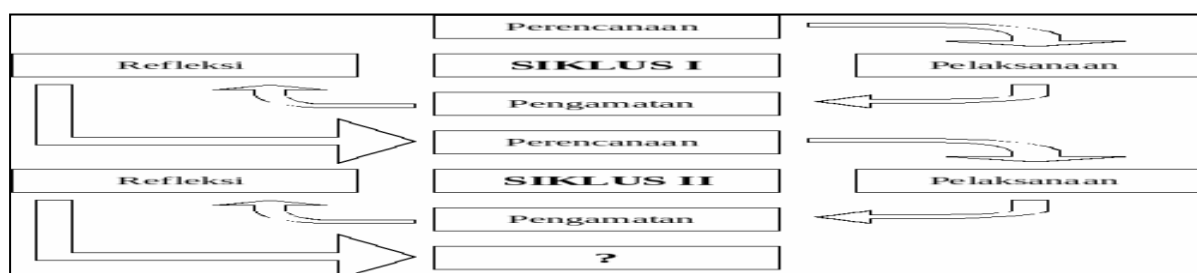 Perencanaan
Refleksi SIKLUS I Pelaksanaan
Pengamatan
Perencanaan
Refleksi SIKLUS II Pelaksanaan
Pengamatan
?